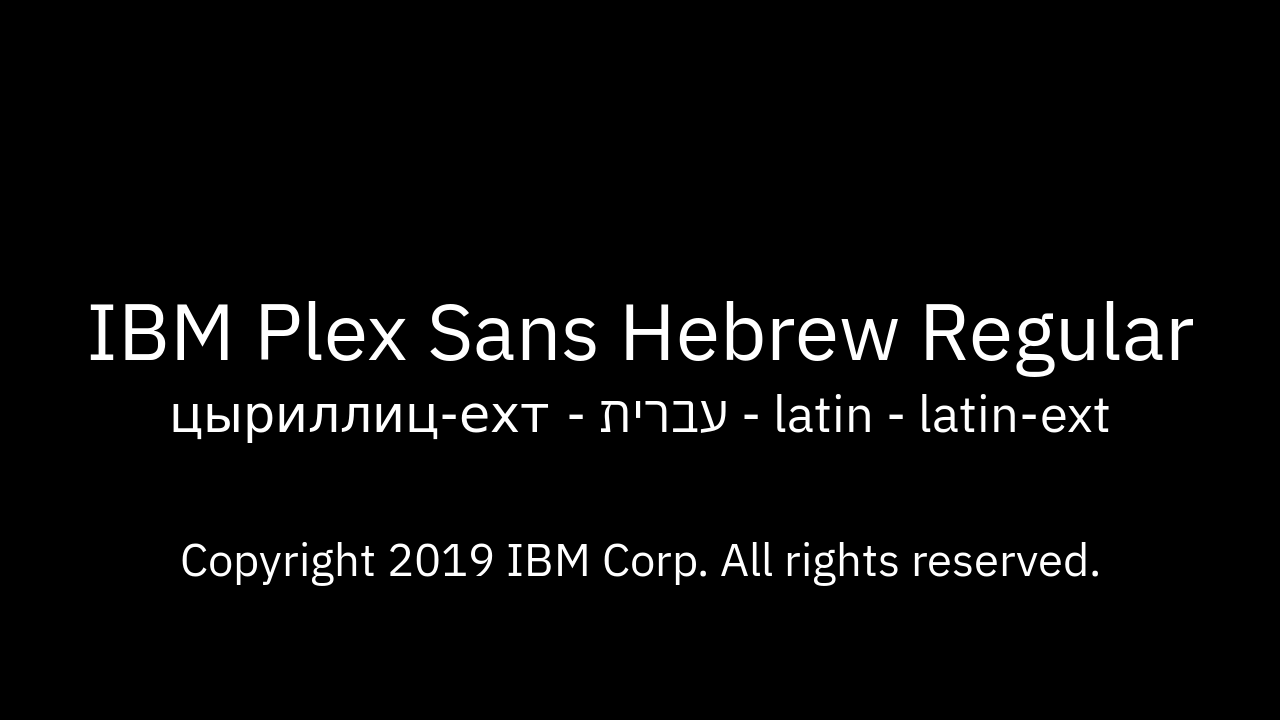 IBM Plex Sans Hebrew Regular
цыриллиц-ехт - עברית - latin - latin-ext
Copyright 2019 IBM Corp. All rights reserved.